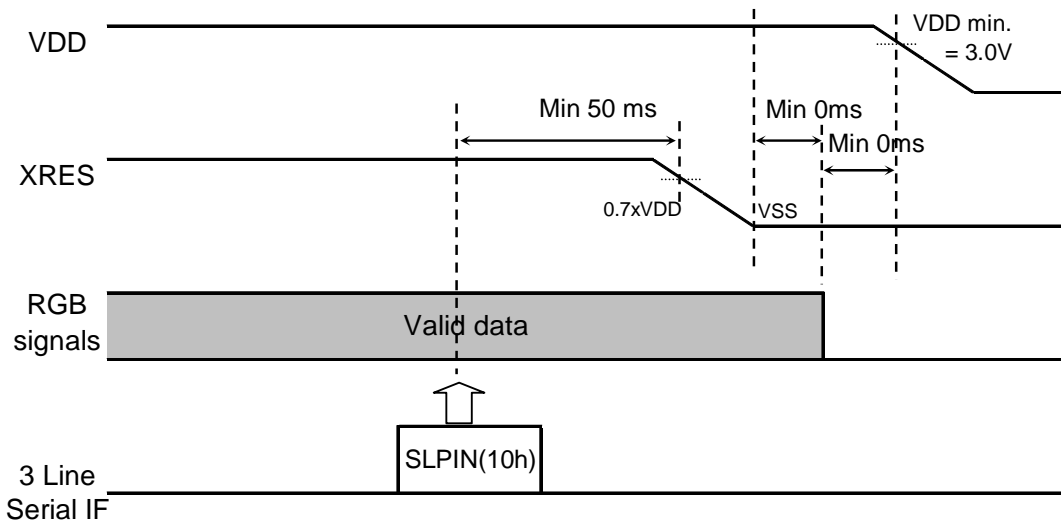 VDD
VDD min.
= 3.0V
Min 50 ms
Min 0ms
Min 0ms
XRES
0.7xVDD
VSS
RGB
signals
Valid data
SLPIN(10h)
3 Line
Serial IF